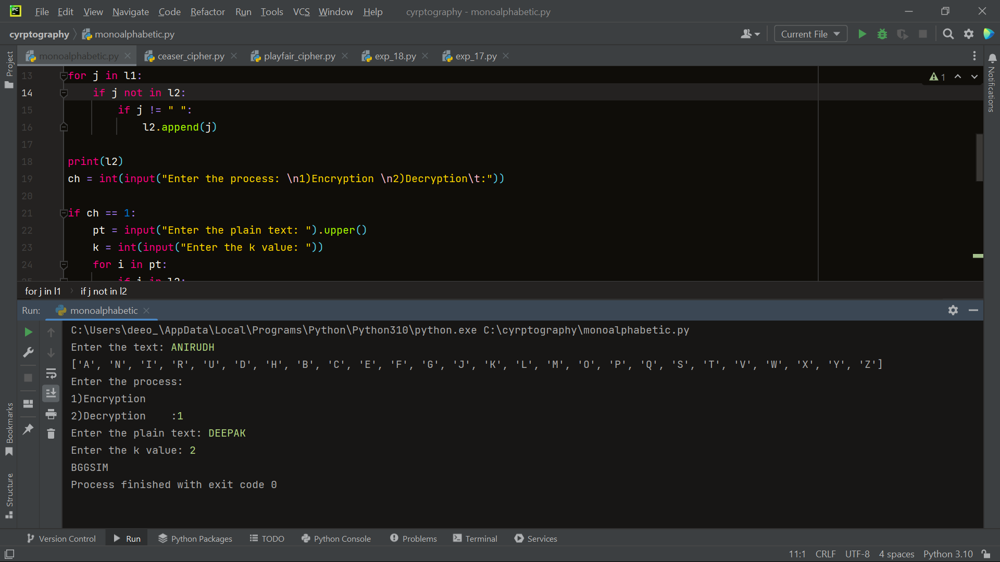 PC File Edit View Navigate Code Refactor Run Tools VCS Window Help cyrptography - monoalphabetic.py
cyrptography monoalphabetic.py Current File
monoalphabetic.py ceaser_cipher.py playfair_cipher.py exp_18.py exp_17.py
Project
Notifications
13 for j in l1:
1
14 if j not in l2:
15 if j != " ":
16 l2.append(j)
17
18 print(l2)
19 ch = int(input("Enter the process: \n1)Encryption \n2)Decryption\t:"))
20
21 if ch == 1:
22 pt = input("Enter the plain text: ").upper()
23 k = int(input("Enter the k value: "))
24 for i in pt:
25 if i in l2:
for j in l1 if j not in l2
Run: monoalphabetic
C:\Users\deeo_\AppData\Local\Programs\Python\Python310\python.exe C:\cyrptography\monoalphabetic.py
Enter the text: ANIRUDH
['A', 'N', 'I', 'R', 'U', 'D', 'H', 'B', 'C', 'E', 'F', 'G', 'J', 'K', 'L', 'M', 'O', 'P', 'Q', 'S', 'T', 'V', 'W', 'X', 'Y', 'Z']
Enter the process:
1)Encryption
2)Decryption :1
Enter the plain text: DEEPAK
Enter the k value: 2
BGGSIM
Process finished with exit code 0
Bookmarks
Structure
Version Control Run Python Packages TODO Python Console Problems Terminal Services
11:1 CRLF UTF-8 4 spaces Python 3.10